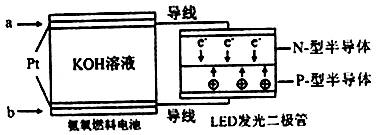 a
导线
Pt
KOH溶液
e⁻ e⁻ e⁻
N-型半导体
P-型半导体
b
导线
氨氧燃料电池
LED发光二极管